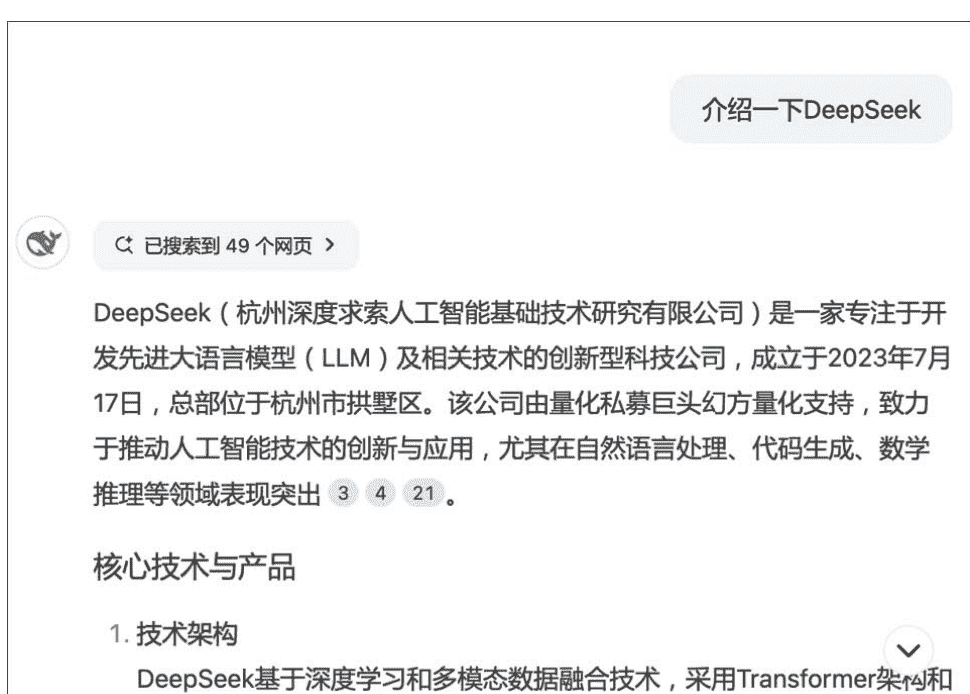 介绍一下DeepSeek
已搜索到 49 个网页
DeepSeek（杭州深度求索人工智能基础技术研究有限公司）是一家专注于开
发先进大语言模型（LLM）及相关技术的创新型科技公司，成立于2023年7月
17日，总部位于杭州市拱墅区。该公司由量化私募巨头幻方量化支持，致力
于推动人工智能技术的创新与应用，尤其在自然语言处理、代码生成、数学
推理等领域表现突出 3 4 21 。
核心技术与产品
1. 技术架构
DeepSeek基于深度学习和多模态数据融合技术，采用Transformer架构和